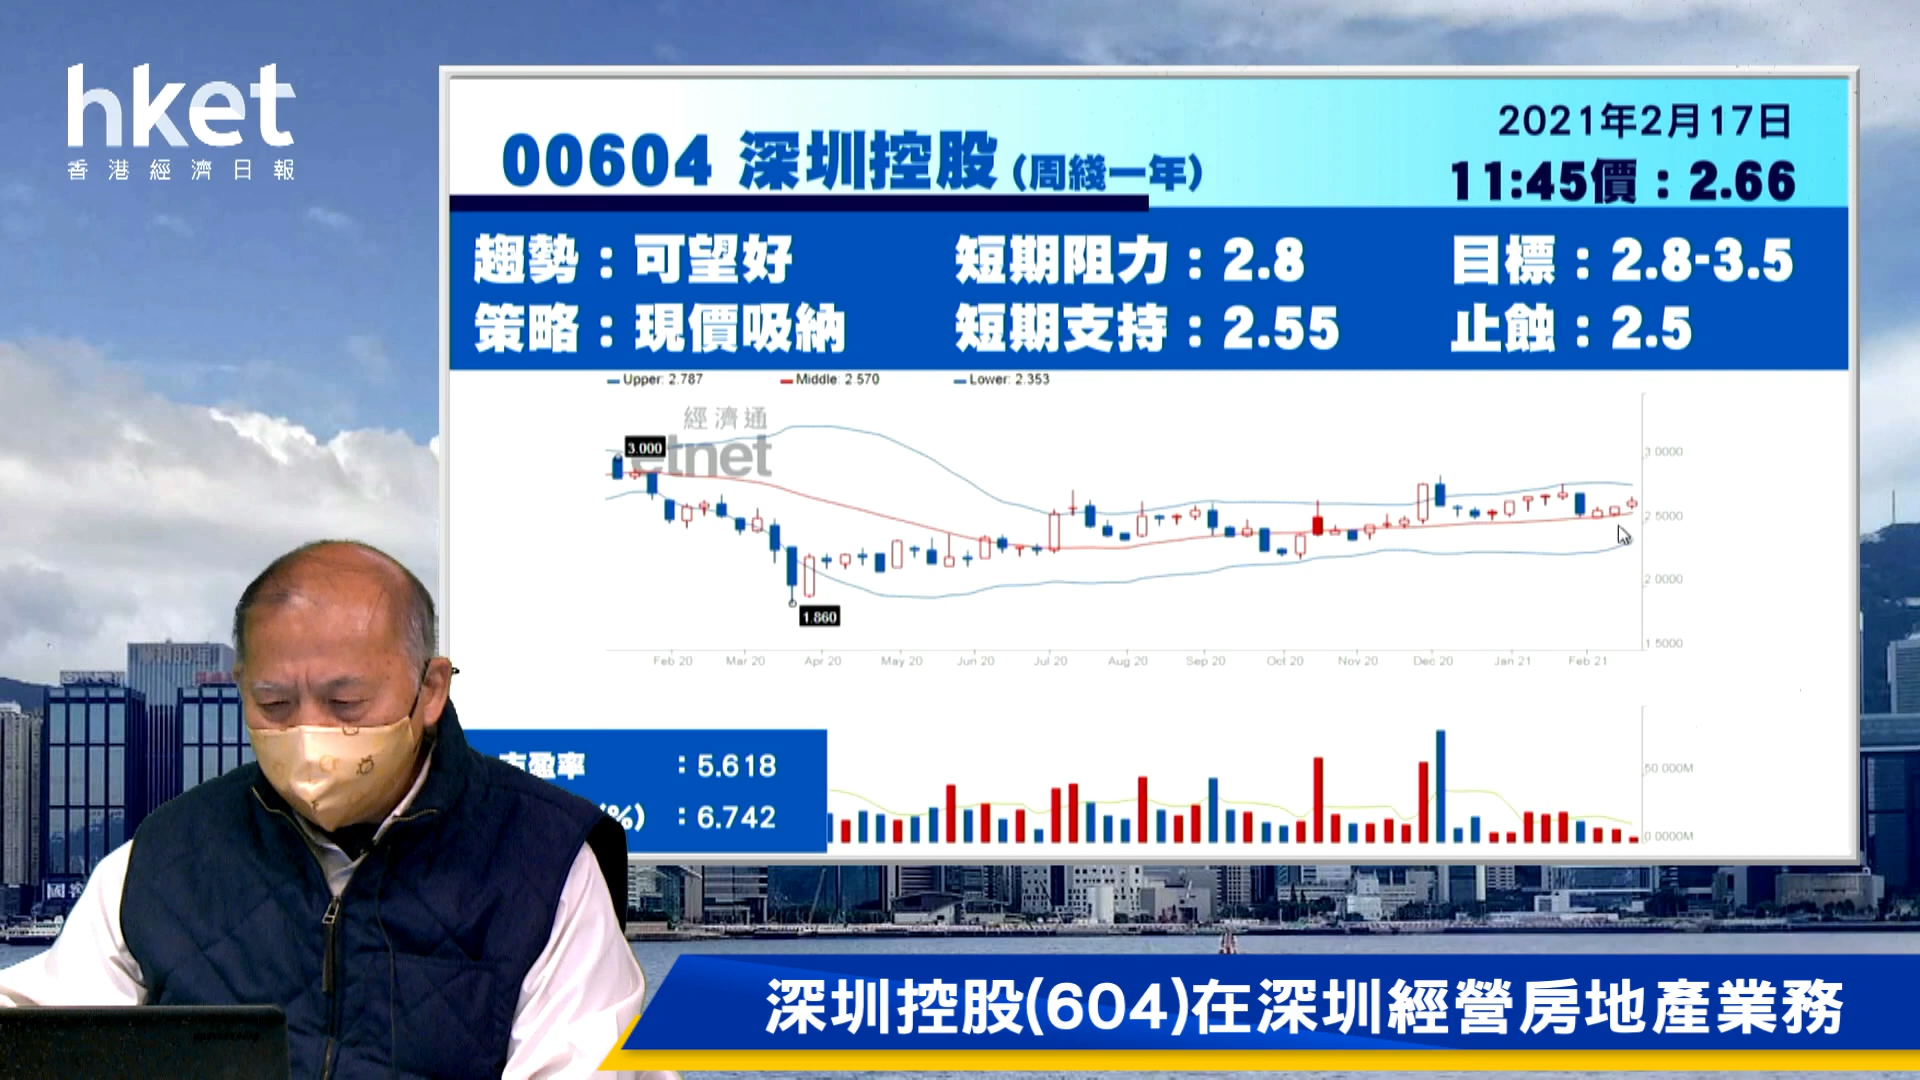 hket
香港經濟日報
00604 深圳控股 (周綫一年)
2021年2月17日
11:45價：2.66
趨勢：可望好
短期阻力：2.8
目標：2.8-3.5
策略：現價吸納
短期支持：2.55
止蝕：2.5
Upper: 2.787
Middle: 2.570
Lower: 2.353
經濟通
etnet
3.000
1.860
3.0000
2.5000
2.0000
1.5000
Feb 20
Mar 20
Apr 20
May 20
Jun 20
Jul 20
Aug 20
Sep 20
Oct 20
Nov 20
Dec 20
Jan 21
Feb 21
50.000M
0.0000M
市盈率 ：5.618
(%) ：6.742
深圳控股(604)在深圳經營房地產業務